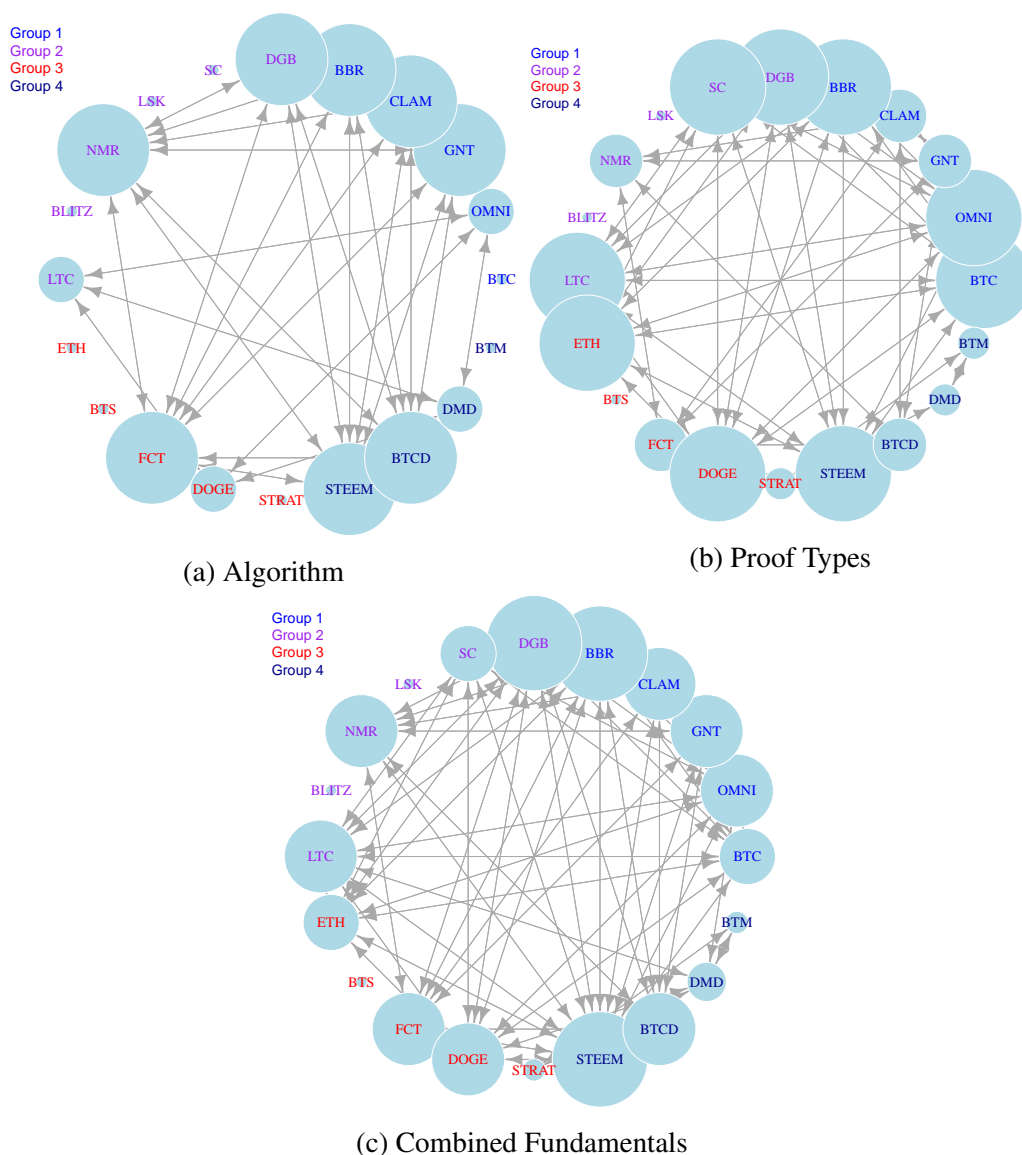 Group 1
Group 2
Group 3
Group 4
DGB
BBR
SC
CLAM
LSK
NMR
GNT
BLITZ
OMNI
LTC
BTC
ETH
BTM
BTS
DMD
FCT
BTCD
DOGE
STRAT
STEEM
(a) Algorithm
Group 1
Group 2
Group 3
Group 4
DGB
SC
BBR
LSK
CLAM
NMR
GNT
BLITZ
OMNI
LTC
BTC
ETH
BTM
BTS
DMD
FCT
BTCD
DOGE
STRAT
STEEM
(b) Proof Types
Group 1
Group 2
Group 3
Group 4
DGB
SC
BBR
LSK
CLAM
NMR
GNT
BLITZ
OMNI
LTC
BTC
ETH
BTM
BTS
DMD
FCT
BTCD
DOGE
STRAT
STEEM
(c) Combined Fundamentals